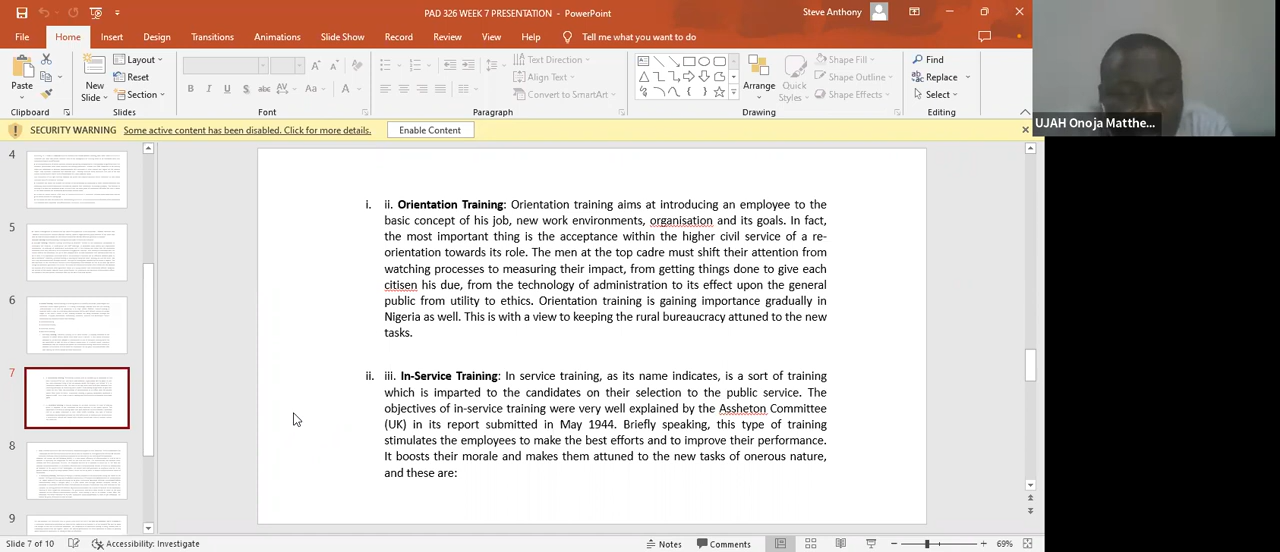 PAD 326 WEEK 7 PRESENTATION - PowerPoint
Steve Anthony
File Home Insert Design Transitions Animations Slide Show Record Review View Help Tell me what you want to do
Paste
Clipboard
New Slide
Layout
Reset
Section
Slides
Font
Text Direction
Align Text
Convert to SmartArt
Paragraph
Arrange
Quick Styles
Shape Fill
Shape Outline
Shape Effects
Drawing
Find
Replace
Select
Editing
UJAH Onoja Matthe...
SECURITY WARNING Some active content has been disabled. Click for more details. Enable Content
4
5
6
7
8
9
i. ii. Orientation Training: Orientation training aims at introducing an employee to the
basic concept of his job, new work environments, organisation and its goals. In fact,
the most important thing is the acceptance within the higher civil service of a re-
orientation towards its role. The men at the top cadre must shift their attention from
watching processes to measuring their impact, from getting things done to give each
citisen his due, from the technology of administration to its effect upon the general
public from utility to ethics. Orientation training is gaining importance gradually in
Nigeria as well. This is with a view to keeping the rural bureaucracy attuned to the new
tasks.
ii. iii. In-Service Training: In service training, as its name indicates, is a sort of training
which is imparted to the candidates on their selection to the public service. The
objectives of in-service training were very well explained by the Assheton Committee
(UK) in its report submitted in May 1944. Briefly speaking, this type of training
stimulates the employees to make the best efforts and to improve their performance.
It boosts their morale and makes them attuned to the new tasks of onerous nature,
and these are:
Slide 7 of 10 Accessibility: Investigate Notes Comments 69%